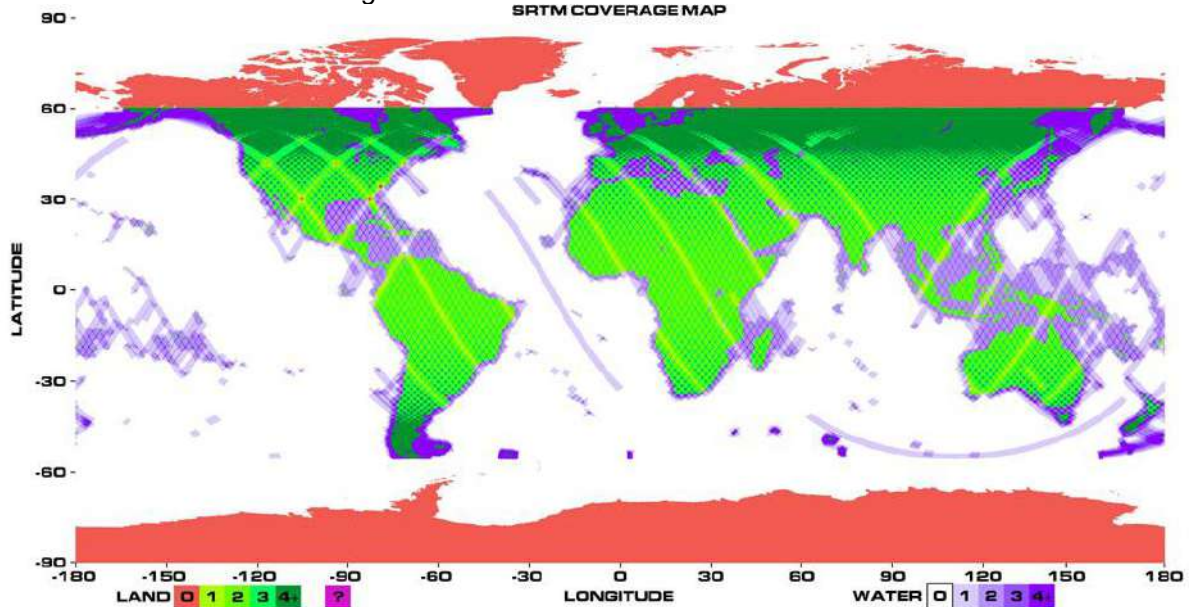 SRTM COVERAGE MAP
90
60
30
0
-30
-60
-90
LATITUDE
-180 -150 -120 -90 -60 -30 0 30 60 90 120 150 180
LAND 0 1 2 3 4+ ? LONGITUDE WATER 0 1 2 3 4+